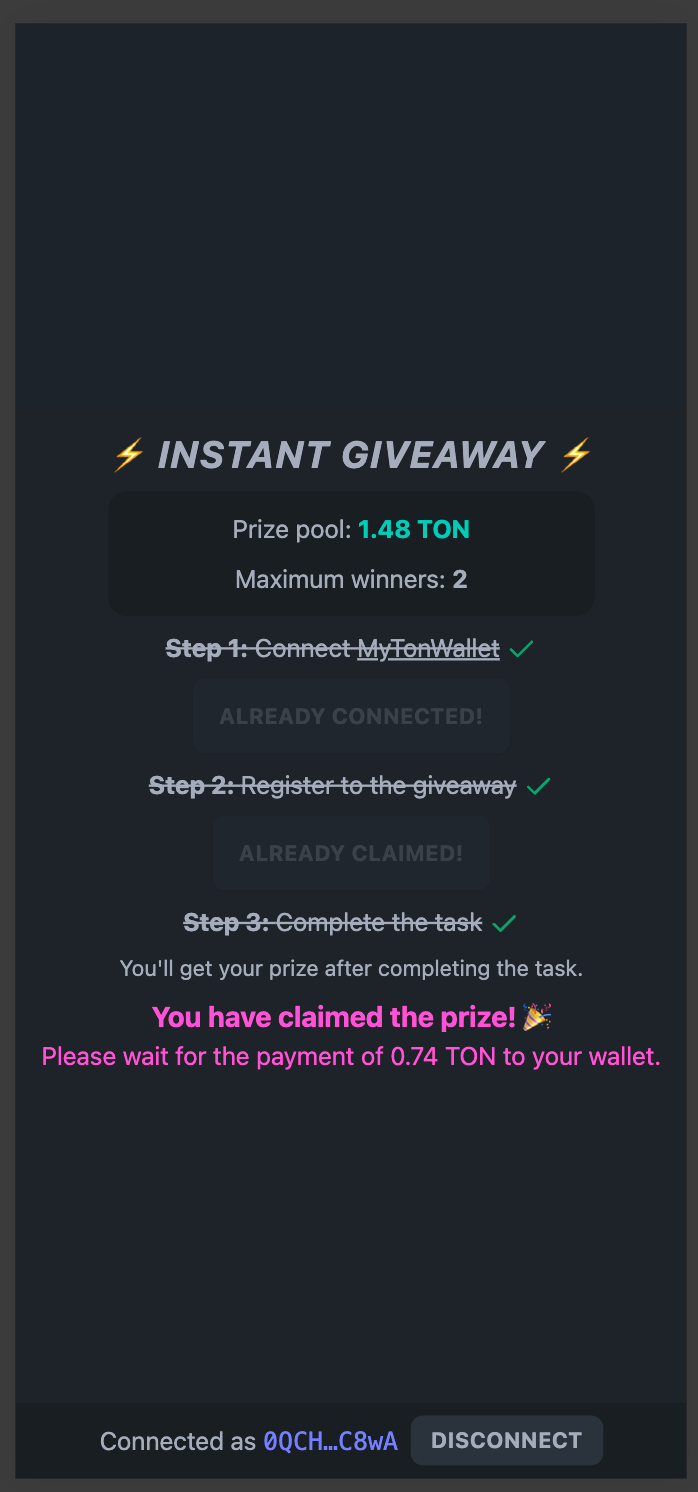 ⚡ INSTANT GIVEAWAY ⚡
Prize pool: 1.48 TON
Maximum winners: 2
Step 1: Connect MyTonWallet ✓
ALREADY CONNECTED!
Step 2: Register to the giveaway ✓
ALREADY CLAIMED!
Step 3: Complete the task ✓
You'll get your prize after completing the task.
You have claimed the prize! 🎉
Please wait for the payment of 0.74 TON to your wallet.
Connected as 0QCH…C8wA DISCONNECT